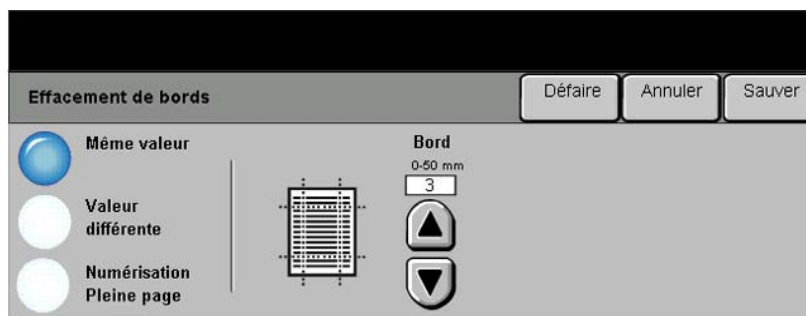 Effacement de bords
Défaire
Annuler
Sauver
Même valeur
Valeur
différente
Numérisation
Pleine page
Bord
0-50 mm
3